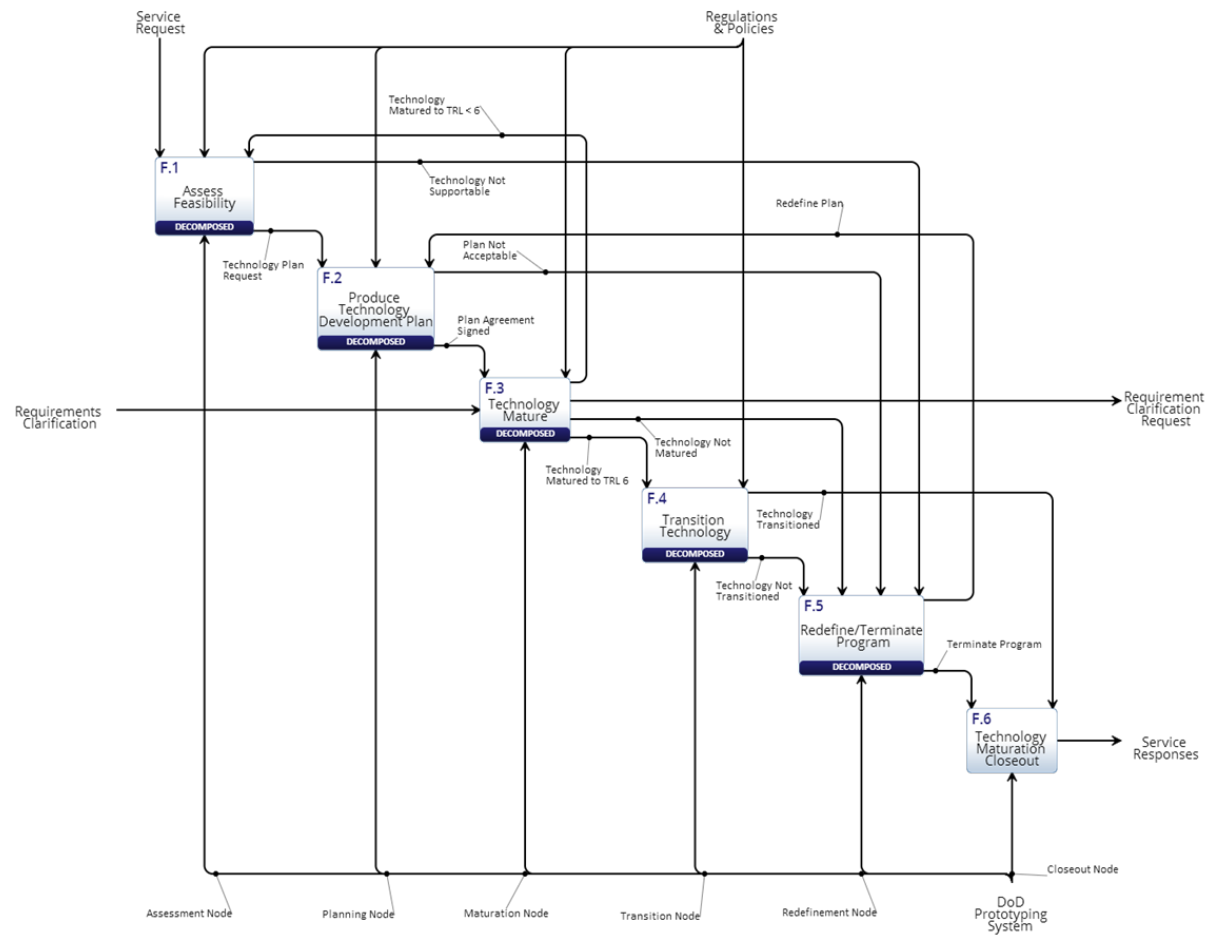 Service
Request
Regulations
& Policies
Technology
Matured to TRL < 6
F.1
Assess
Feasibility
DECOMPOSED
Technology Not
Supportable
Redefine Plan
Plan Not
Acceptable
Technology Plan
Request
F.2
Produce
Technology
Development Plan
DECOMPOSED
Plan Agreement
Signed
F.3
Technology
Mature
DECOMPOSED
Requirements
Clarification
Requirement
Clarification
Request
Technology Not
Matured
Technology
Matured to TRL 6
F.4
Transition
Technology
DECOMPOSED
Technology
Transitioned
Technology Not
Transitioned
F.5
Redefine/Terminate
Program
DECOMPOSED
Terminate Program
F.6
Technology
Maturation
Closeout
Service
Responses
Closeout Node
Assessment Node
Planning Node
Maturation Node
Transition Node
Redefinement Node
DoD
Prototyping
System